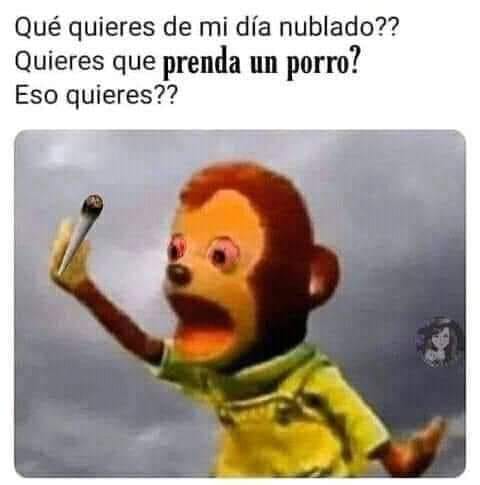 Qué quieres de mi día nublado??
Quieres que prenda un porro?
Eso quieres??